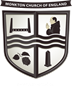 MONKTON CHURCH OF ENGLAND